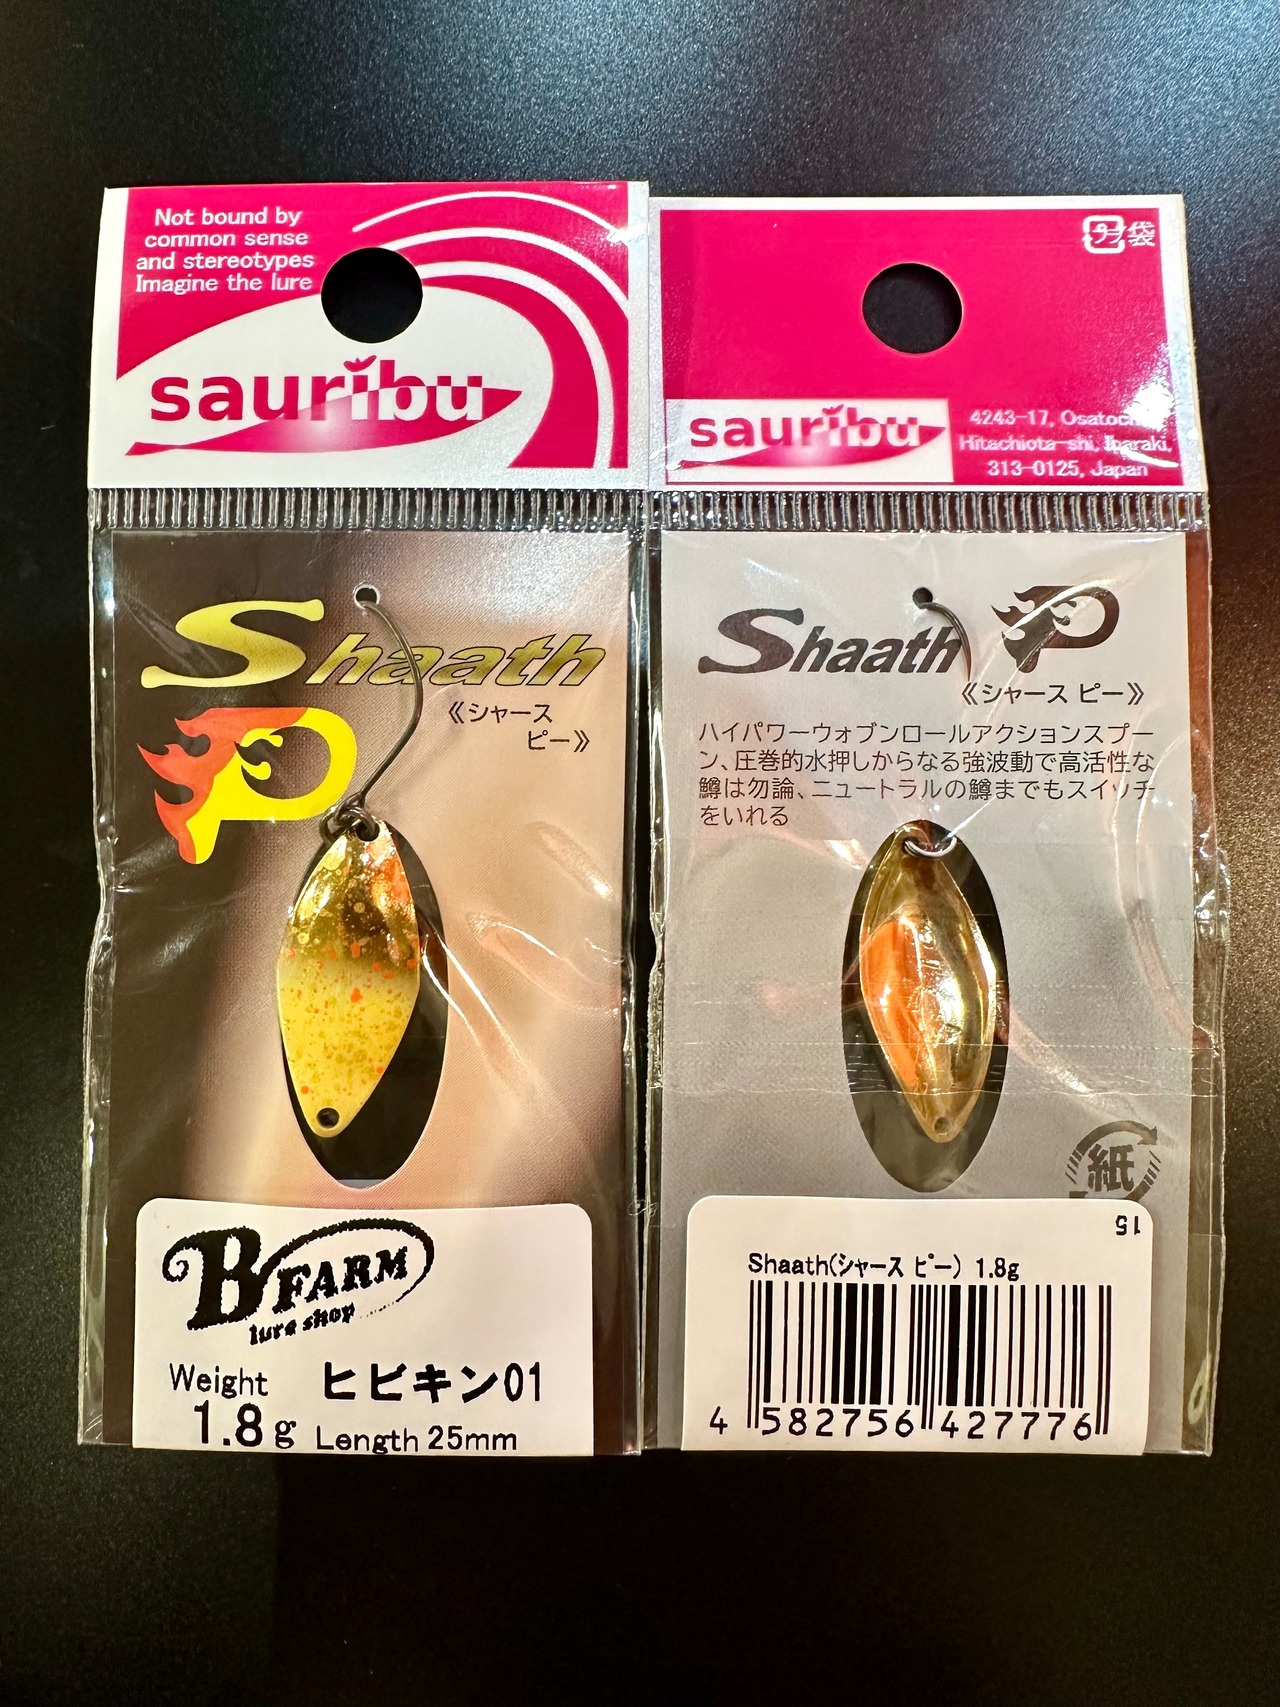 Not bound by
common sense
and stereotypes
Imagine the lure
sauribu
Shaath
P
《シャース
ピー》
B FARM
lure shop
Weight ヒビキン01
1.8g Length 25mm
プラ 袋
sauribu
4243-17,
Hitachiota-shi, Ibaraki,
313-0125, Japan
Shaath P
《シャース ピー》
ハイパワーウォブンロールアクションスプー
ン、圧巻的水押しからなる強波動で高活性な
鱒は勿論、ニュートラルの鱒までもスイッチ
をいれる
紙
15
Shaath(シャース ピー) 1.8g
4 582756 427776